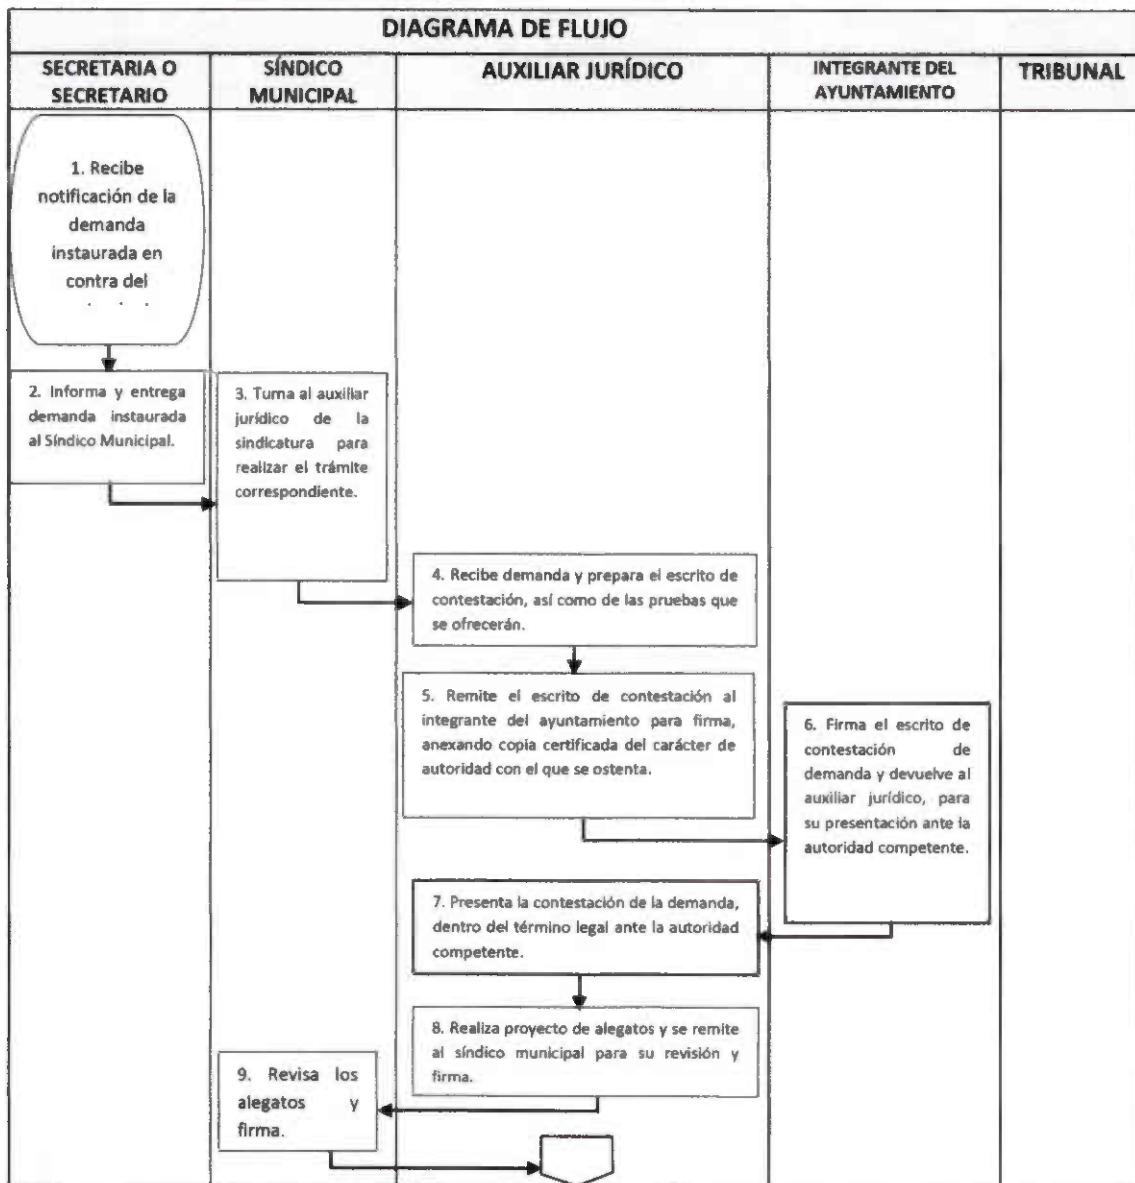 DIAGRAMA DE FLUJO
SECRETARIA O
SECRETARIO
SÍNDICO
MUNICIPAL
AUXILIAR JURÍDICO
INTEGRANTE DEL
AYUNTAMIENTO
TRIBUNAL
1. Recibe
notificación de la
demanda
instaurada en
contra del
2. Informa y entrega
demanda instaurada
al Síndico Municipal.
3. Turna al auxiliar
jurídico de la
sindicatura para
realizar el trámite
correspondiente.
4. Recibe demanda y prepara el escrito de
contestación, así como de las pruebas que
se ofrecerán.
5. Remite el escrito de contestación al
integrante del ayuntamiento para firma,
anexando copia certificada del carácter de
autoridad con el que se ostenta.
6. Firma el escrito de
contestación de
demanda y devuelve al
auxiliar jurídico, para
su presentación ante la
autoridad competente.
7. Presenta la contestación de la demanda,
dentro del término legal ante la autoridad
competente.
8. Realiza proyecto de alegatos y se remite
al síndico municipal para su revisión y
firma.
9. Revisa los
alegatos y
firma.